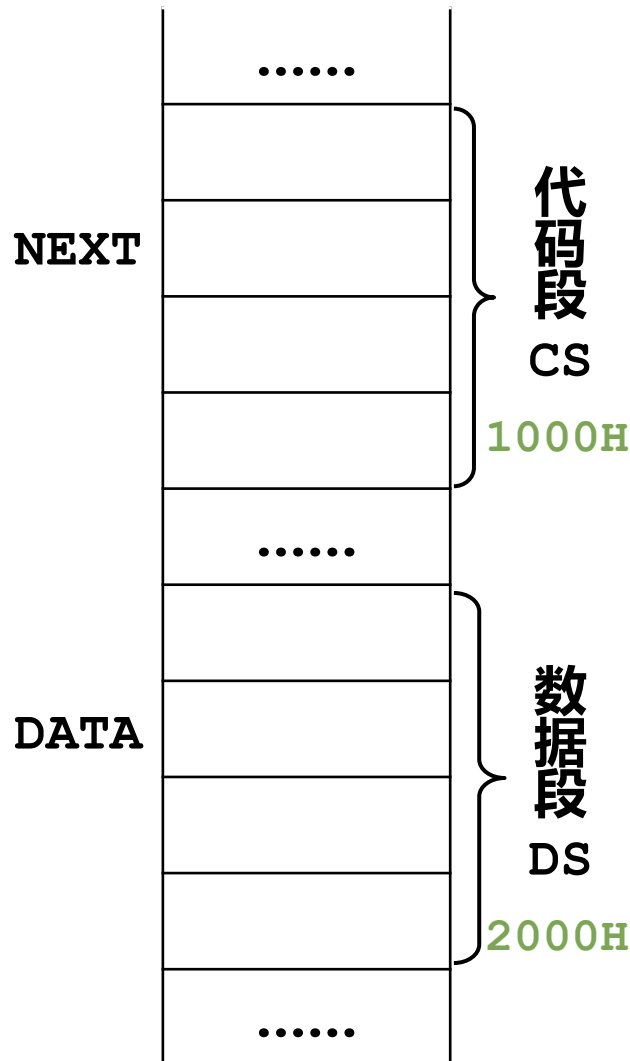 ......
NEXT
代码段
CS
1000H
......
DATA
数据段
DS
2000H
......